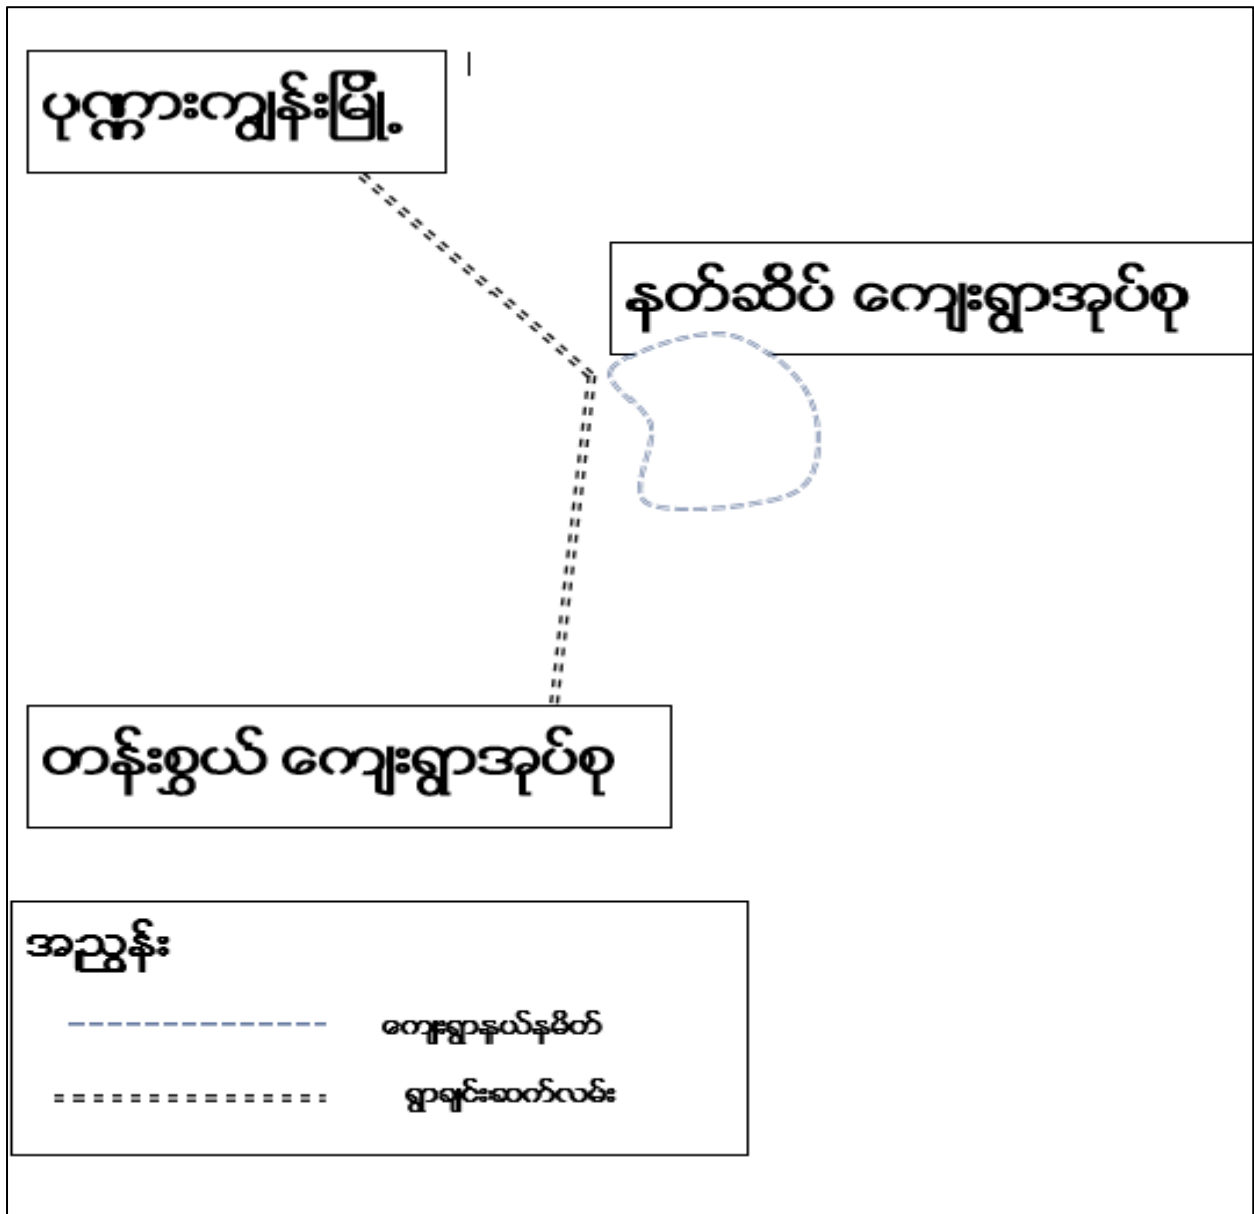 ပုဏ္ဏားကျွန်းမြို့
နတ်ဆိပ် ကျေးရွာအုပ်စု
တန်းစွယ် ကျေးရွာအုပ်စု
အညွှန်း
ကျေးရွာနယ်နမိတ်
ရွာချင်းဆက်လမ်း